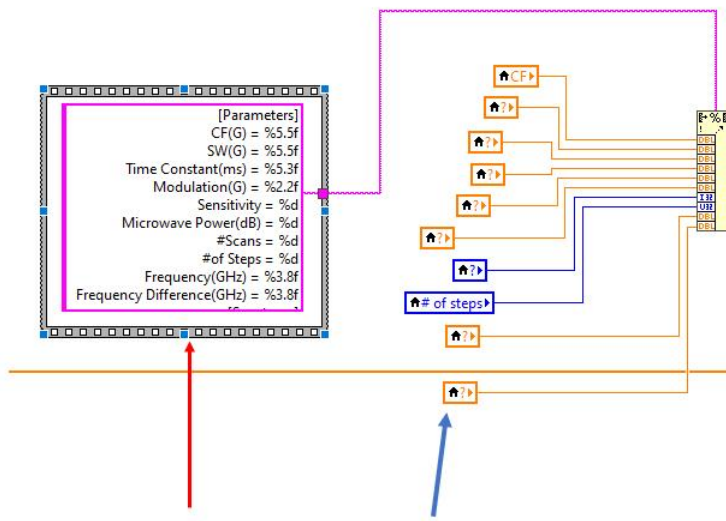 [Parameters]
CF(G) = %5.5f
SW(G) = %5.5f
Time Constant(ms) = %5.3f
Modulation(G) = %2.2f
Sensitivity = %d
Microwave Power(dB) = %d
#Scans = %d
#of Steps = %d
Frequency(GHz) = %3.8f
Frequency Difference(GHz) = %3.8f
CF
?
?
?
?
?
?
# of steps
?
?
%
!
DBL
DBL
DBL
DBL
DBL
DBL
I32
U32
DBL
DBL